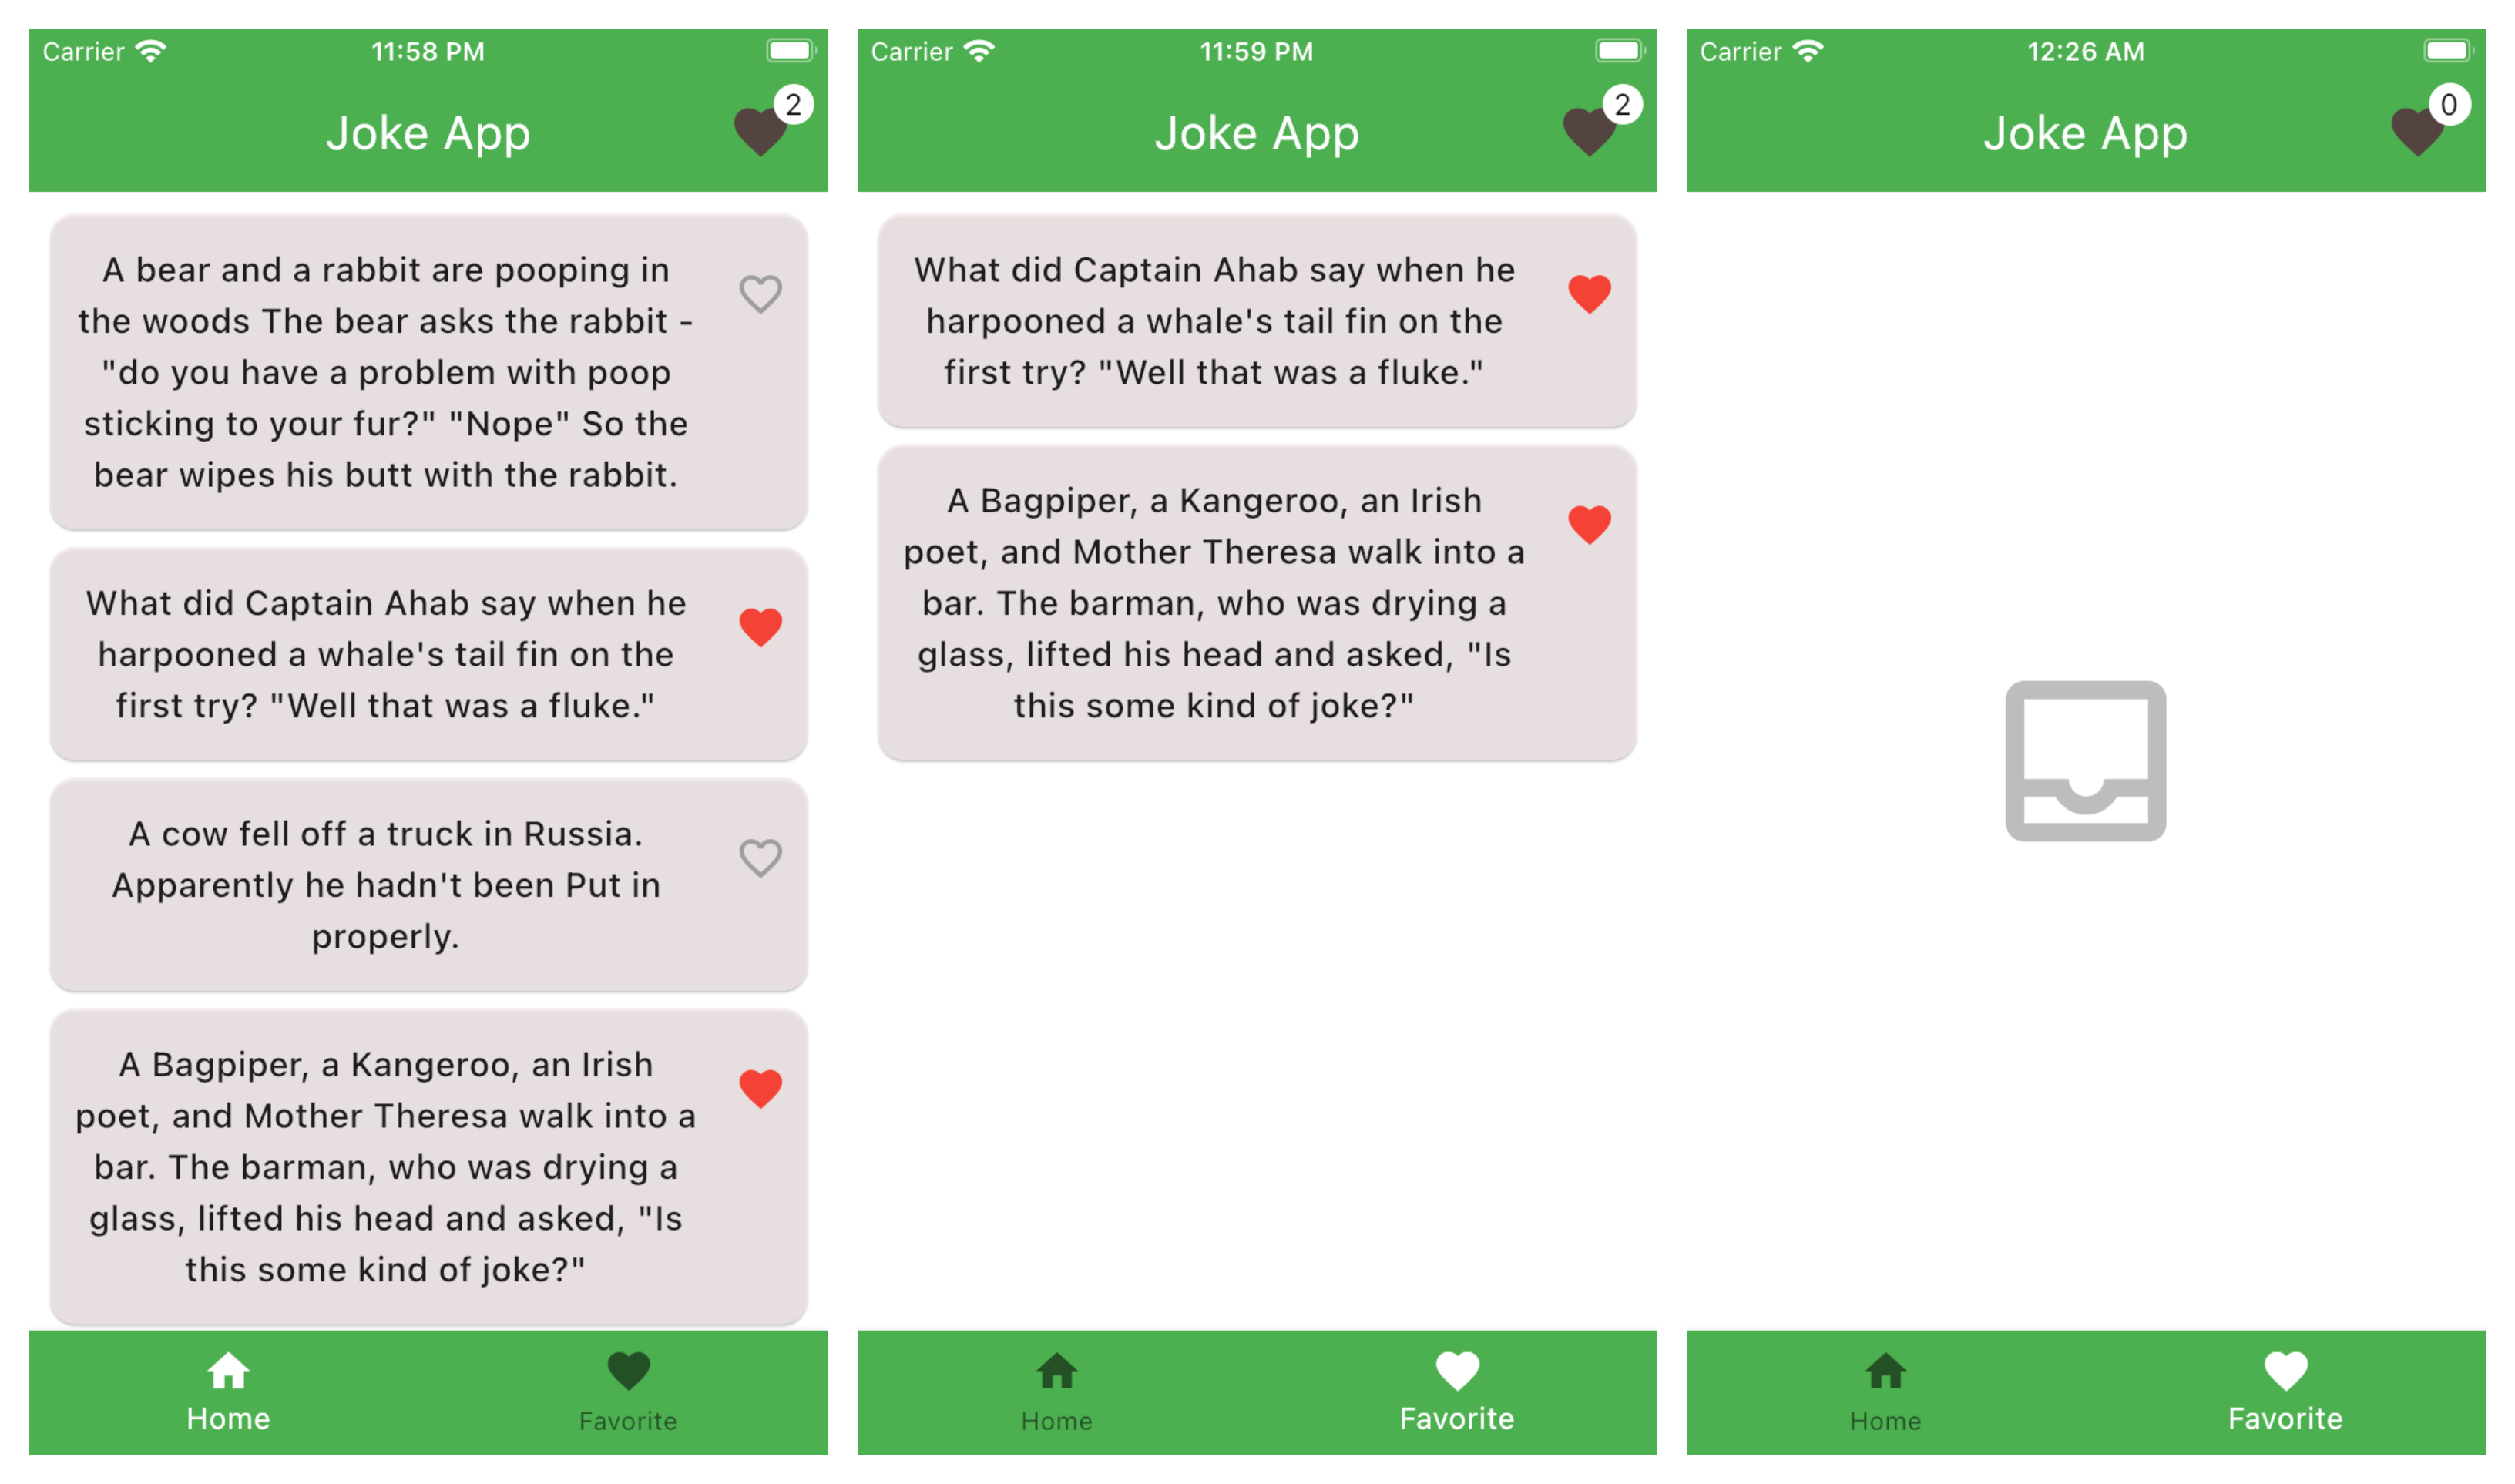 Carrier 11:58 PM
Joke App
2
A bear and a rabbit are pooping in
the woods The bear asks the rabbit -
"do you have a problem with poop
sticking to your fur?" "Nope" So the
bear wipes his butt with the rabbit.
What did Captain Ahab say when he
harpooned a whale's tail fin on the
first try? "Well that was a fluke."
A cow fell off a truck in Russia.
Apparently he hadn't been Put in
properly.
A Bagpiper, a Kangeroo, an Irish
poet, and Mother Theresa walk into a
bar. The barman, who was drying a
glass, lifted his head and asked, "Is
this some kind of joke?"
Home Favorite
Carrier 11:59 PM
Joke App
2
What did Captain Ahab say when he
harpooned a whale's tail fin on the
first try? "Well that was a fluke."
A Bagpiper, a Kangeroo, an Irish
poet, and Mother Theresa walk into a
bar. The barman, who was drying a
glass, lifted his head and asked, "Is
this some kind of joke?"
Home Favorite
Carrier 12:26 AM
Joke App
0
Home Favorite